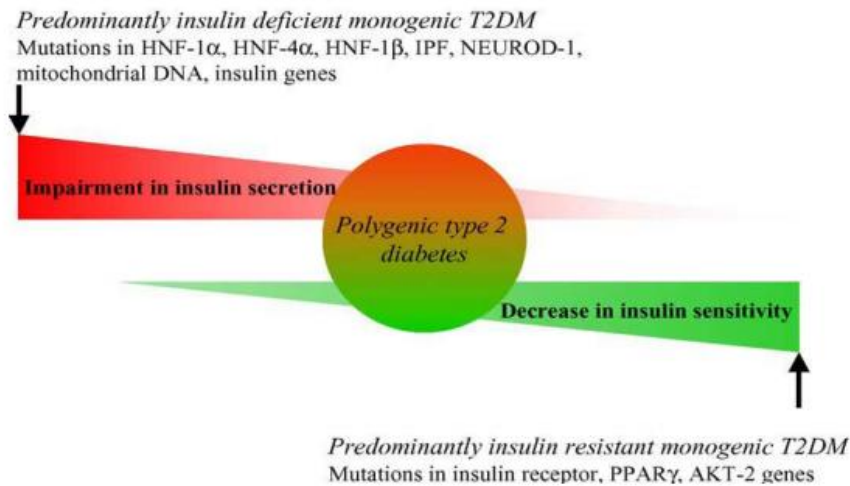 Predominantly insulin deficient monogenic T2DM
Mutations in HNF-1α, HNF-4α, HNF-1β, IPF, NEUROD-1,
mitochondrial DNA, insulin genes
Impairment in insulin secretion
Polygenic type 2
diabetes
Decrease in insulin sensitivity
Predominantly insulin resistant monogenic T2DM
Mutations in insulin receptor, PPARγ, AKT-2 genes